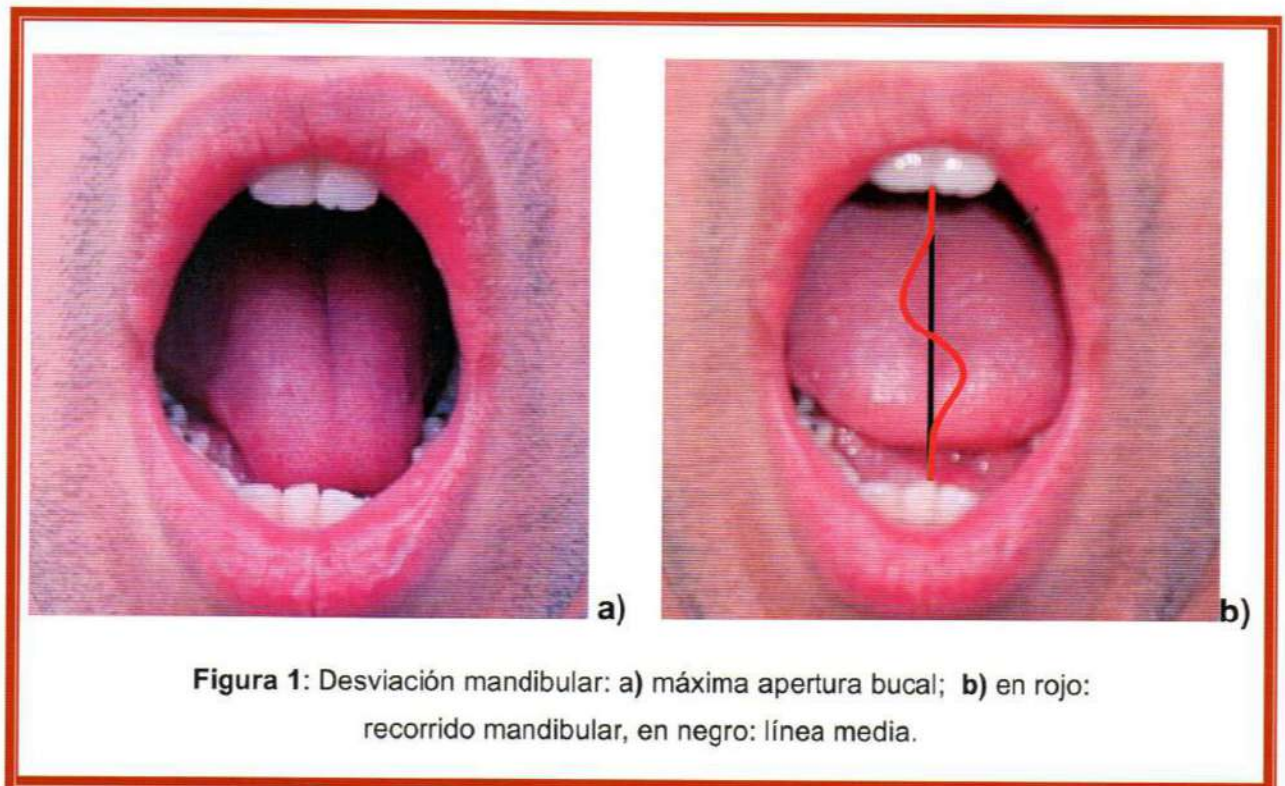 a)
b)
Figura 1: Desviación mandibular: a) máxima apertura bucal; b) en rojo:
recorrido mandibular, en negro: línea media.